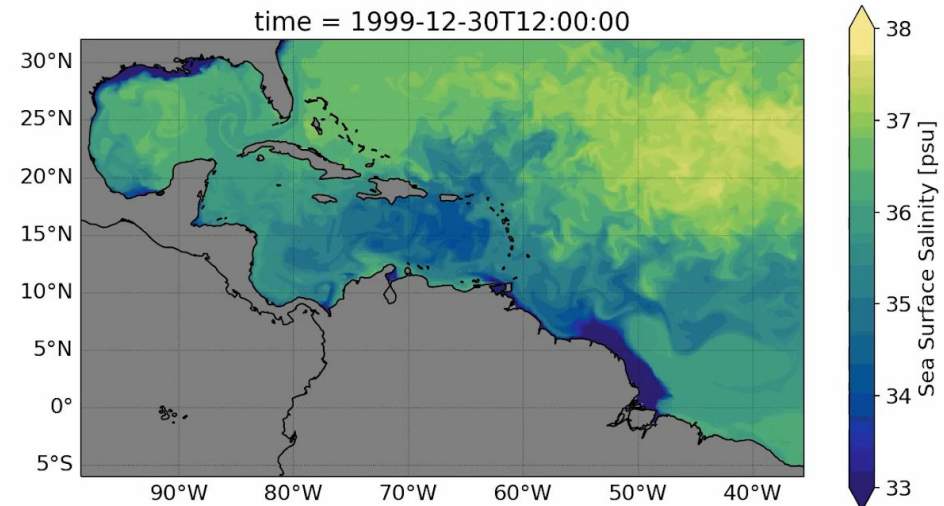 time = 1999-12-30T12:00:00
30°N
25°N
20°N
15°N
10°N
5°N
0°
5°S
90°W
80°W
70°W
60°W
50°W
40°W
38
37
36
35
34
33
Sea Surface Salinity [psu]